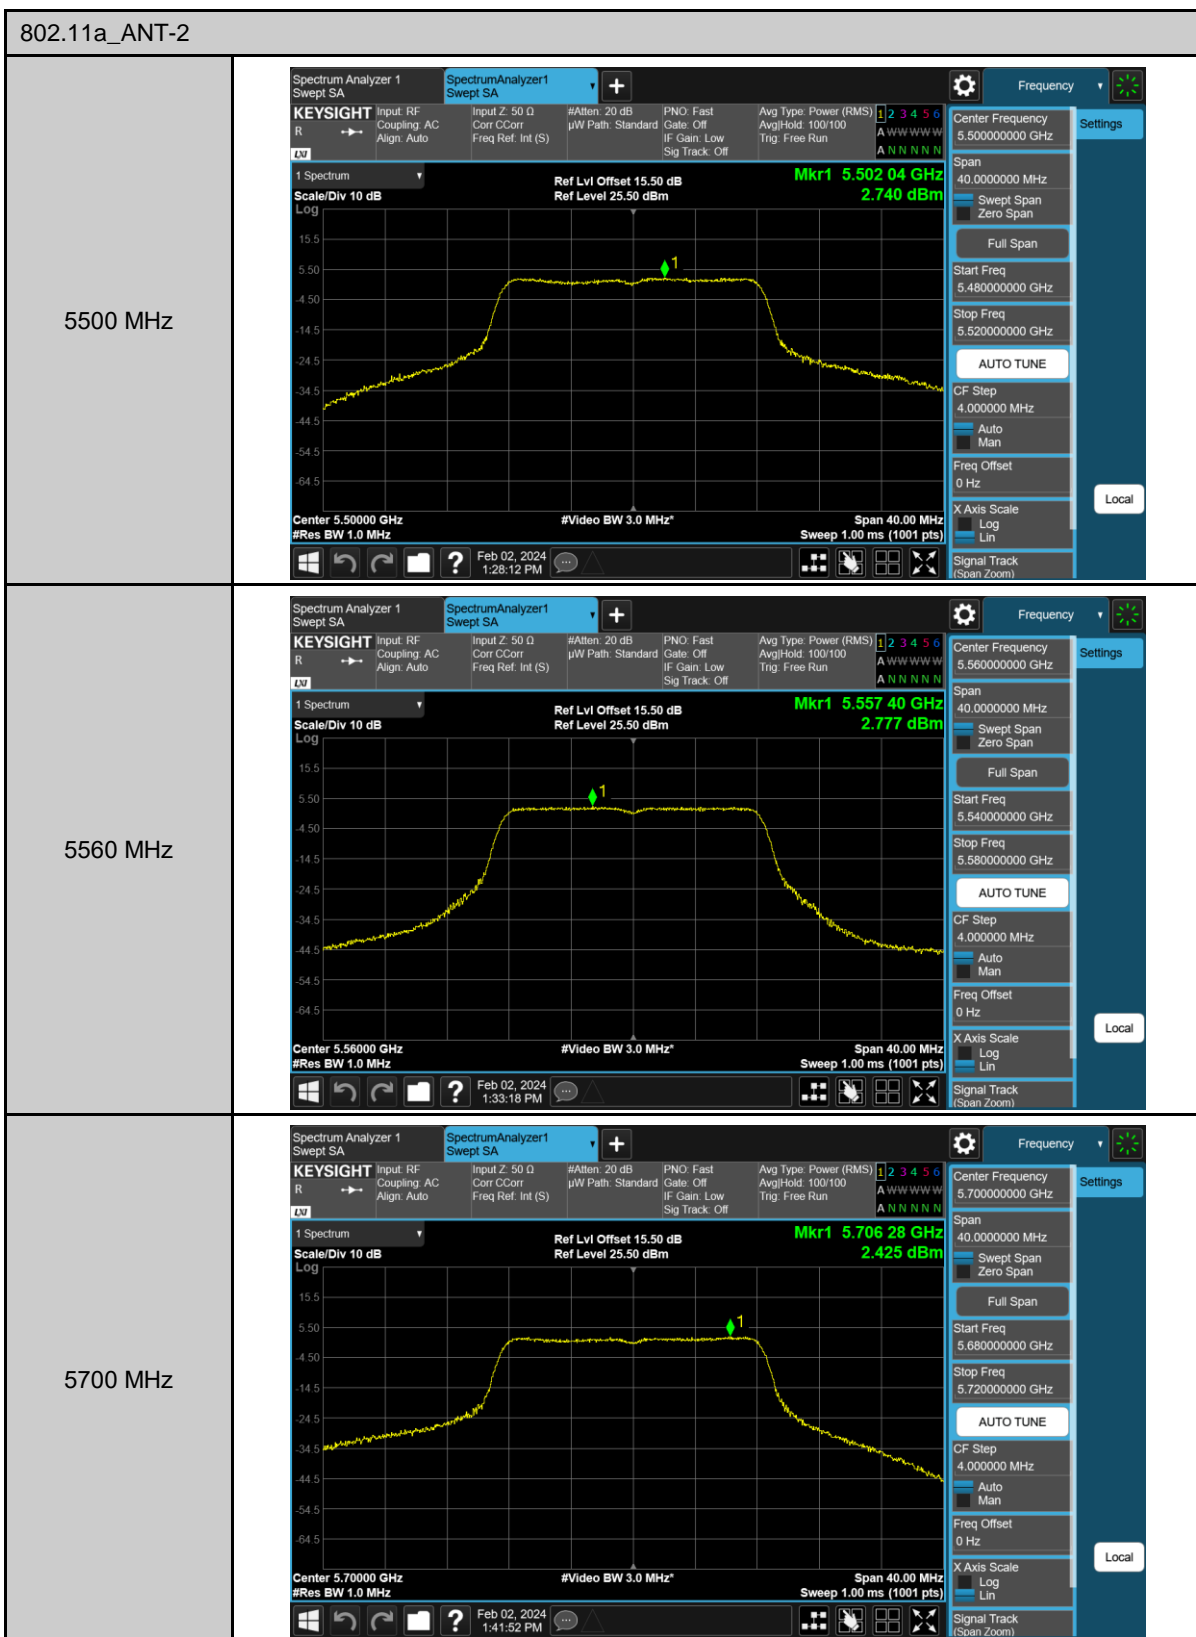 802.11a_ANT-2
5500 MHz
Spectrum Analyzer 1
Swept SA
SpectrumAnalyzer1
Swept SA
Frequency
KEYSIGHT
R
LXI
Input: RF
Coupling: AC
Align: Auto
Input Z: 50 Ω
Corr CCorr
Freq Ref: Int (S)
#Atten: 20 dB
µW Path: Standard
PNO: Fast
Gate: Off
IF Gain: Low
Sig Track: Off
Avg Type: Power (RMS)
Avg|Hold: 100/100
Trig: Free Run
1 2 3 4 5 6
A W W W W W
A N N N N N
1 Spectrum
Scale/Div 10 dB
Log
Ref Lvl Offset 15.50 dB
Ref Level 25.50 dBm
Mkr1 5.502 04 GHz
2.740 dBm
15.5
5.50
-4.50
-14.5
-24.5
-34.5
-44.5
-54.5
-64.5
1
Center 5.50000 GHz
#Res BW 1.0 MHz
#Video BW 3.0 MHz*
Span 40.00 MHz
Sweep 1.00 ms (1001 pts)
Feb 02, 2024
1:28:12 PM
Center Frequency
5.500000000 GHz
Settings
Span
40.0000000 MHz
Swept Span
Zero Span
Full Span
Start Freq
5.480000000 GHz
Stop Freq
5.520000000 GHz
AUTO TUNE
CF Step
4.000000 MHz
Auto
Man
Freq Offset
0 Hz
X Axis Scale
Log
Lin
Signal Track
(Span Zoom)
Local
5560 MHz
Spectrum Analyzer 1
Swept SA
SpectrumAnalyzer1
Swept SA
Frequency
KEYSIGHT
R
LXI
Input: RF
Coupling: AC
Align: Auto
Input Z: 50 Ω
Corr CCorr
Freq Ref: Int (S)
#Atten: 20 dB
µW Path: Standard
PNO: Fast
Gate: Off
IF Gain: Low
Sig Track: Off
Avg Type: Power (RMS)
Avg|Hold: 100/100
Trig: Free Run
1 2 3 4 5 6
A W W W W W
A N N N N N
1 Spectrum
Scale/Div 10 dB
Log
Ref Lvl Offset 15.50 dB
Ref Level 25.50 dBm
Mkr1 5.557 40 GHz
2.777 dBm
15.5
5.50
-4.50
-14.5
-24.5
-34.5
-44.5
-54.5
-64.5
1
Center 5.56000 GHz
#Res BW 1.0 MHz
#Video BW 3.0 MHz*
Span 40.00 MHz
Sweep 1.00 ms (1001 pts)
Feb 02, 2024
1:33:18 PM
Center Frequency
5.560000000 GHz
Settings
Span
40.0000000 MHz
Swept Span
Zero Span
Full Span
Start Freq
5.540000000 GHz
Stop Freq
5.580000000 GHz
AUTO TUNE
CF Step
4.000000 MHz
Auto
Man
Freq Offset
0 Hz
X Axis Scale
Log
Lin
Signal Track
(Span Zoom)
Local
5700 MHz
Spectrum Analyzer 1
Swept SA
SpectrumAnalyzer1
Swept SA
Frequency
KEYSIGHT
R
LXI
Input: RF
Coupling: AC
Align: Auto
Input Z: 50 Ω
Corr CCorr
Freq Ref: Int (S)
#Atten: 20 dB
µW Path: Standard
PNO: Fast
Gate: Off
IF Gain: Low
Sig Track: Off
Avg Type: Power (RMS)
Avg|Hold: 100/100
Trig: Free Run
1 2 3 4 5 6
A W W W W W
A N N N N N
1 Spectrum
Scale/Div 10 dB
Log
Ref Lvl Offset 15.50 dB
Ref Level 25.50 dBm
Mkr1 5.706 28 GHz
2.425 dBm
15.5
5.50
-4.50
-14.5
-24.5
-34.5
-44.5
-54.5
-64.5
1
Center 5.70000 GHz
#Res BW 1.0 MHz
#Video BW 3.0 MHz*
Span 40.00 MHz
Sweep 1.00 ms (1001 pts)
Feb 02, 2024
1:41:52 PM
Center Frequency
5.700000000 GHz
Settings
Span
40.0000000 MHz
Swept Span
Zero Span
Full Span
Start Freq
5.680000000 GHz
Stop Freq
5.720000000 GHz
AUTO TUNE
CF Step
4.000000 MHz
Auto
Man
Freq Offset
0 Hz
X Axis Scale
Log
Lin
Signal Track
(Span Zoom)
Local